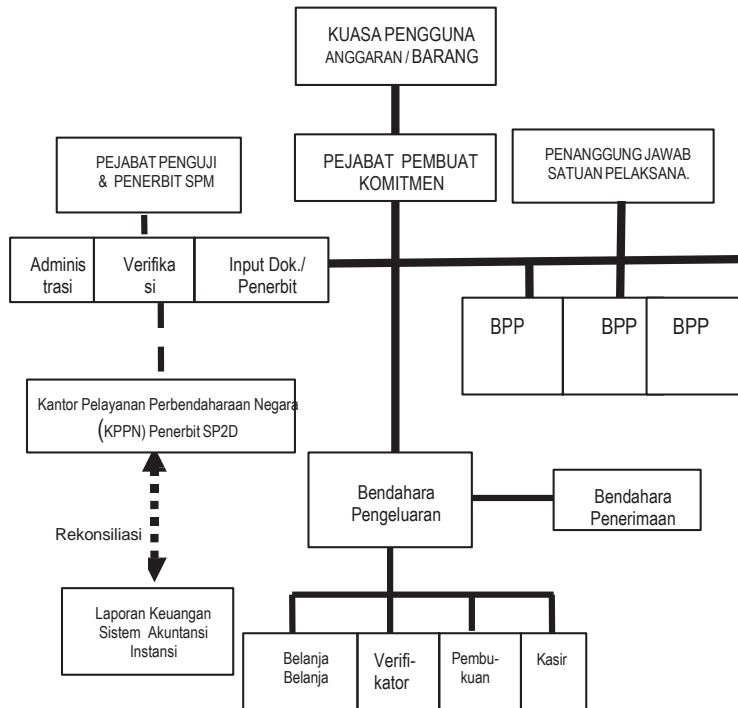 KUASA PENGGUNA
ANGGARAN / BARANG
PEJABAT PENGUJI
& PENERBIT SPM
PEJABAT PEMBUAT
KOMITMEN
PENANGGUNG JAWAB
SATUAN PELAKSANA.
Adminis
trasi
Verifika
si
Input Dok./
Penerbit
BPP
BPP
BPP
Kantor Pelayanan Perbendaharaan Negara
(KPPN) Penerbit SP2D
Rekonsiliasi
Bendahara
Pengeluaran
Bendahara
Penerimaan
Laporan Keuangan
Sistem Akuntansi
Instansi
Belanja
Belanja
Verifi-
kator
Pembu-
kuan
Kasir